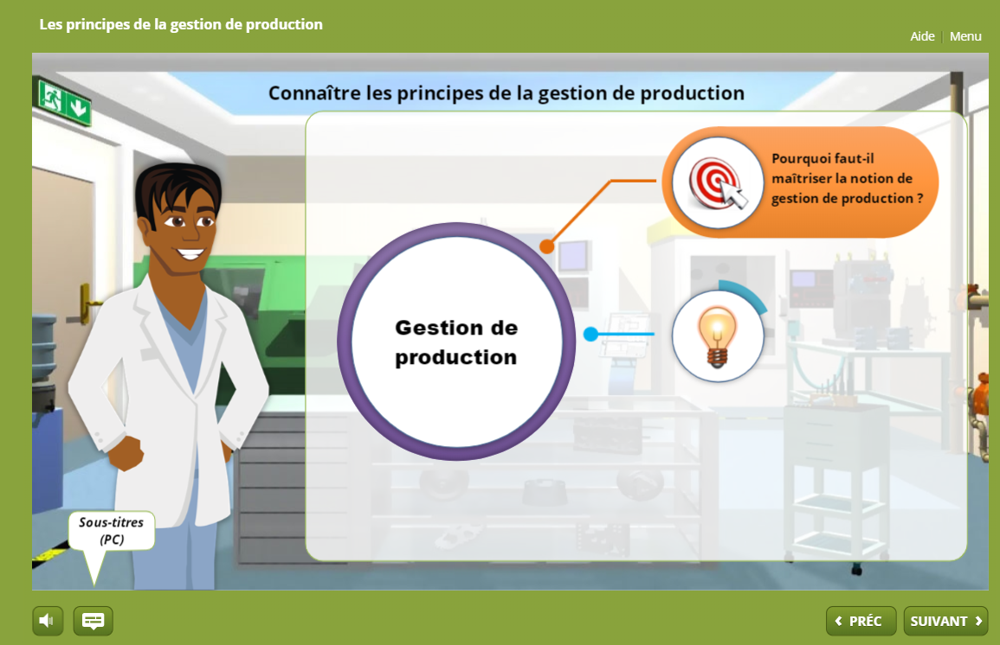 Les principes de la gestion de production
Aide
Menu
Connaître les principes de la gestion de production
Pourquoi faut-il
maîtriser la notion de
gestion de production ?
Gestion de
production
Sous-titres
(PC)
PRÉC
SUIVANT